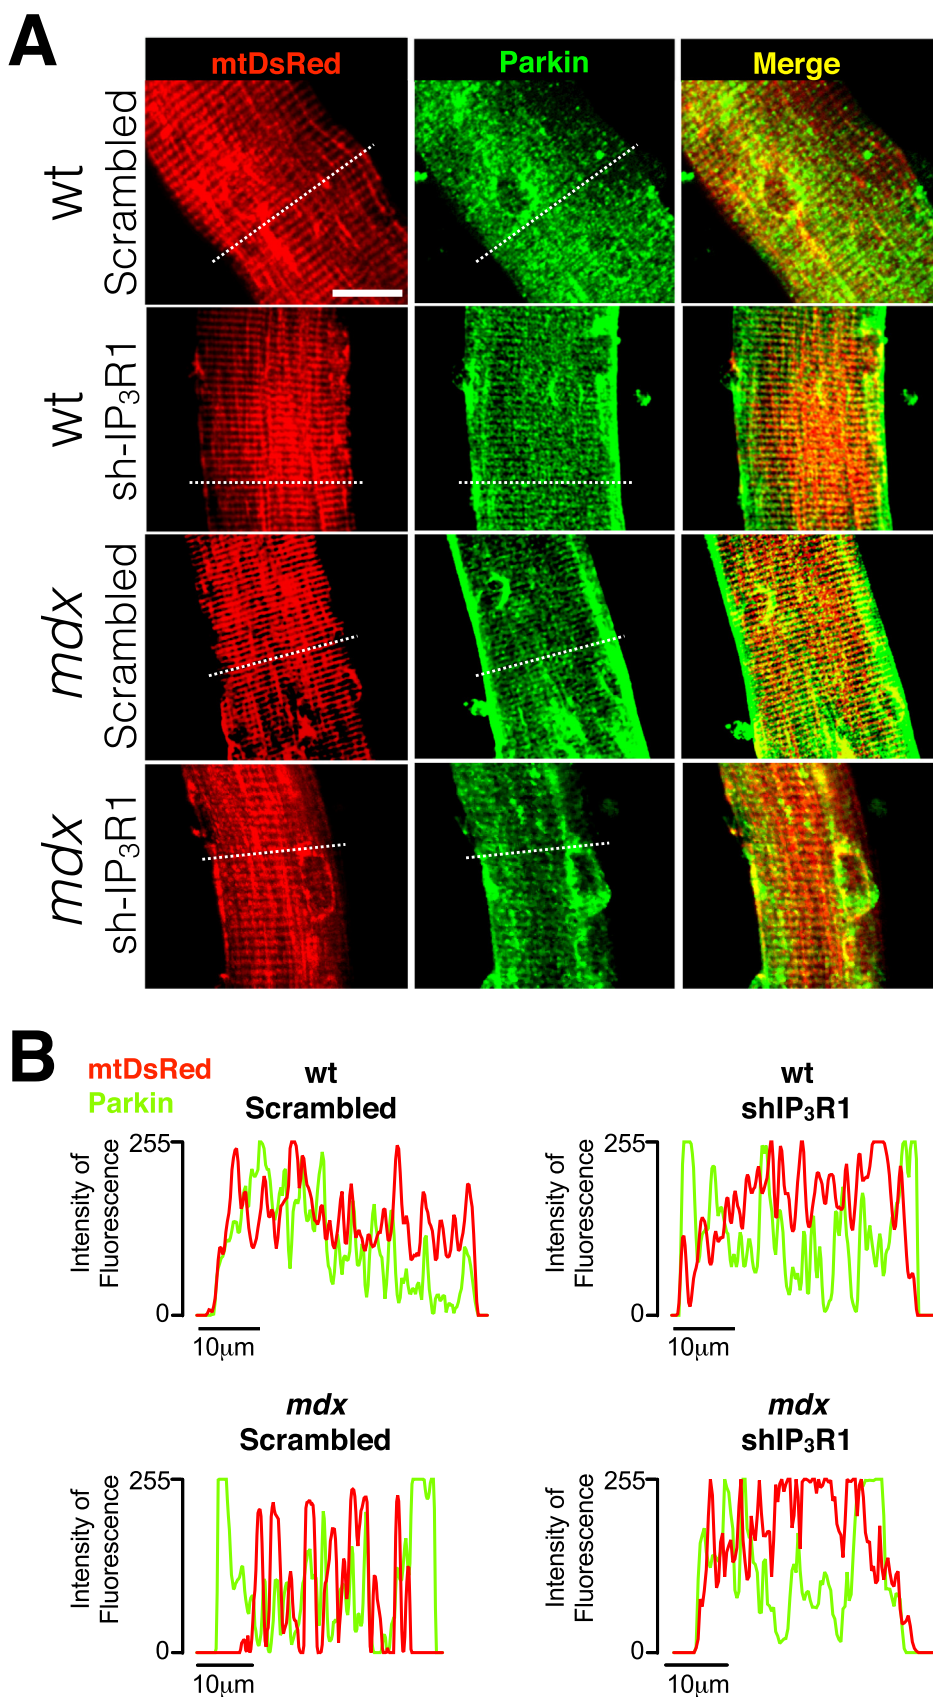 A
mtDsRed Parkin Merge
wt
Scrambled
wt
sh-IP₃R1
mdx
Scrambled
mdx
sh-IP₃R1
B
mtDsRed
Parkin
wt
Scrambled
Intensity of
Fluorescence
255
0
10μm
wt
shIP₃R1
Intensity of
Fluorescence
255
0
10μm
mdx
Scrambled
Intensity of
Fluorescence
255
0
10μm
mdx
shIP₃R1
Intensity of
Fluorescence
255
0
10μm